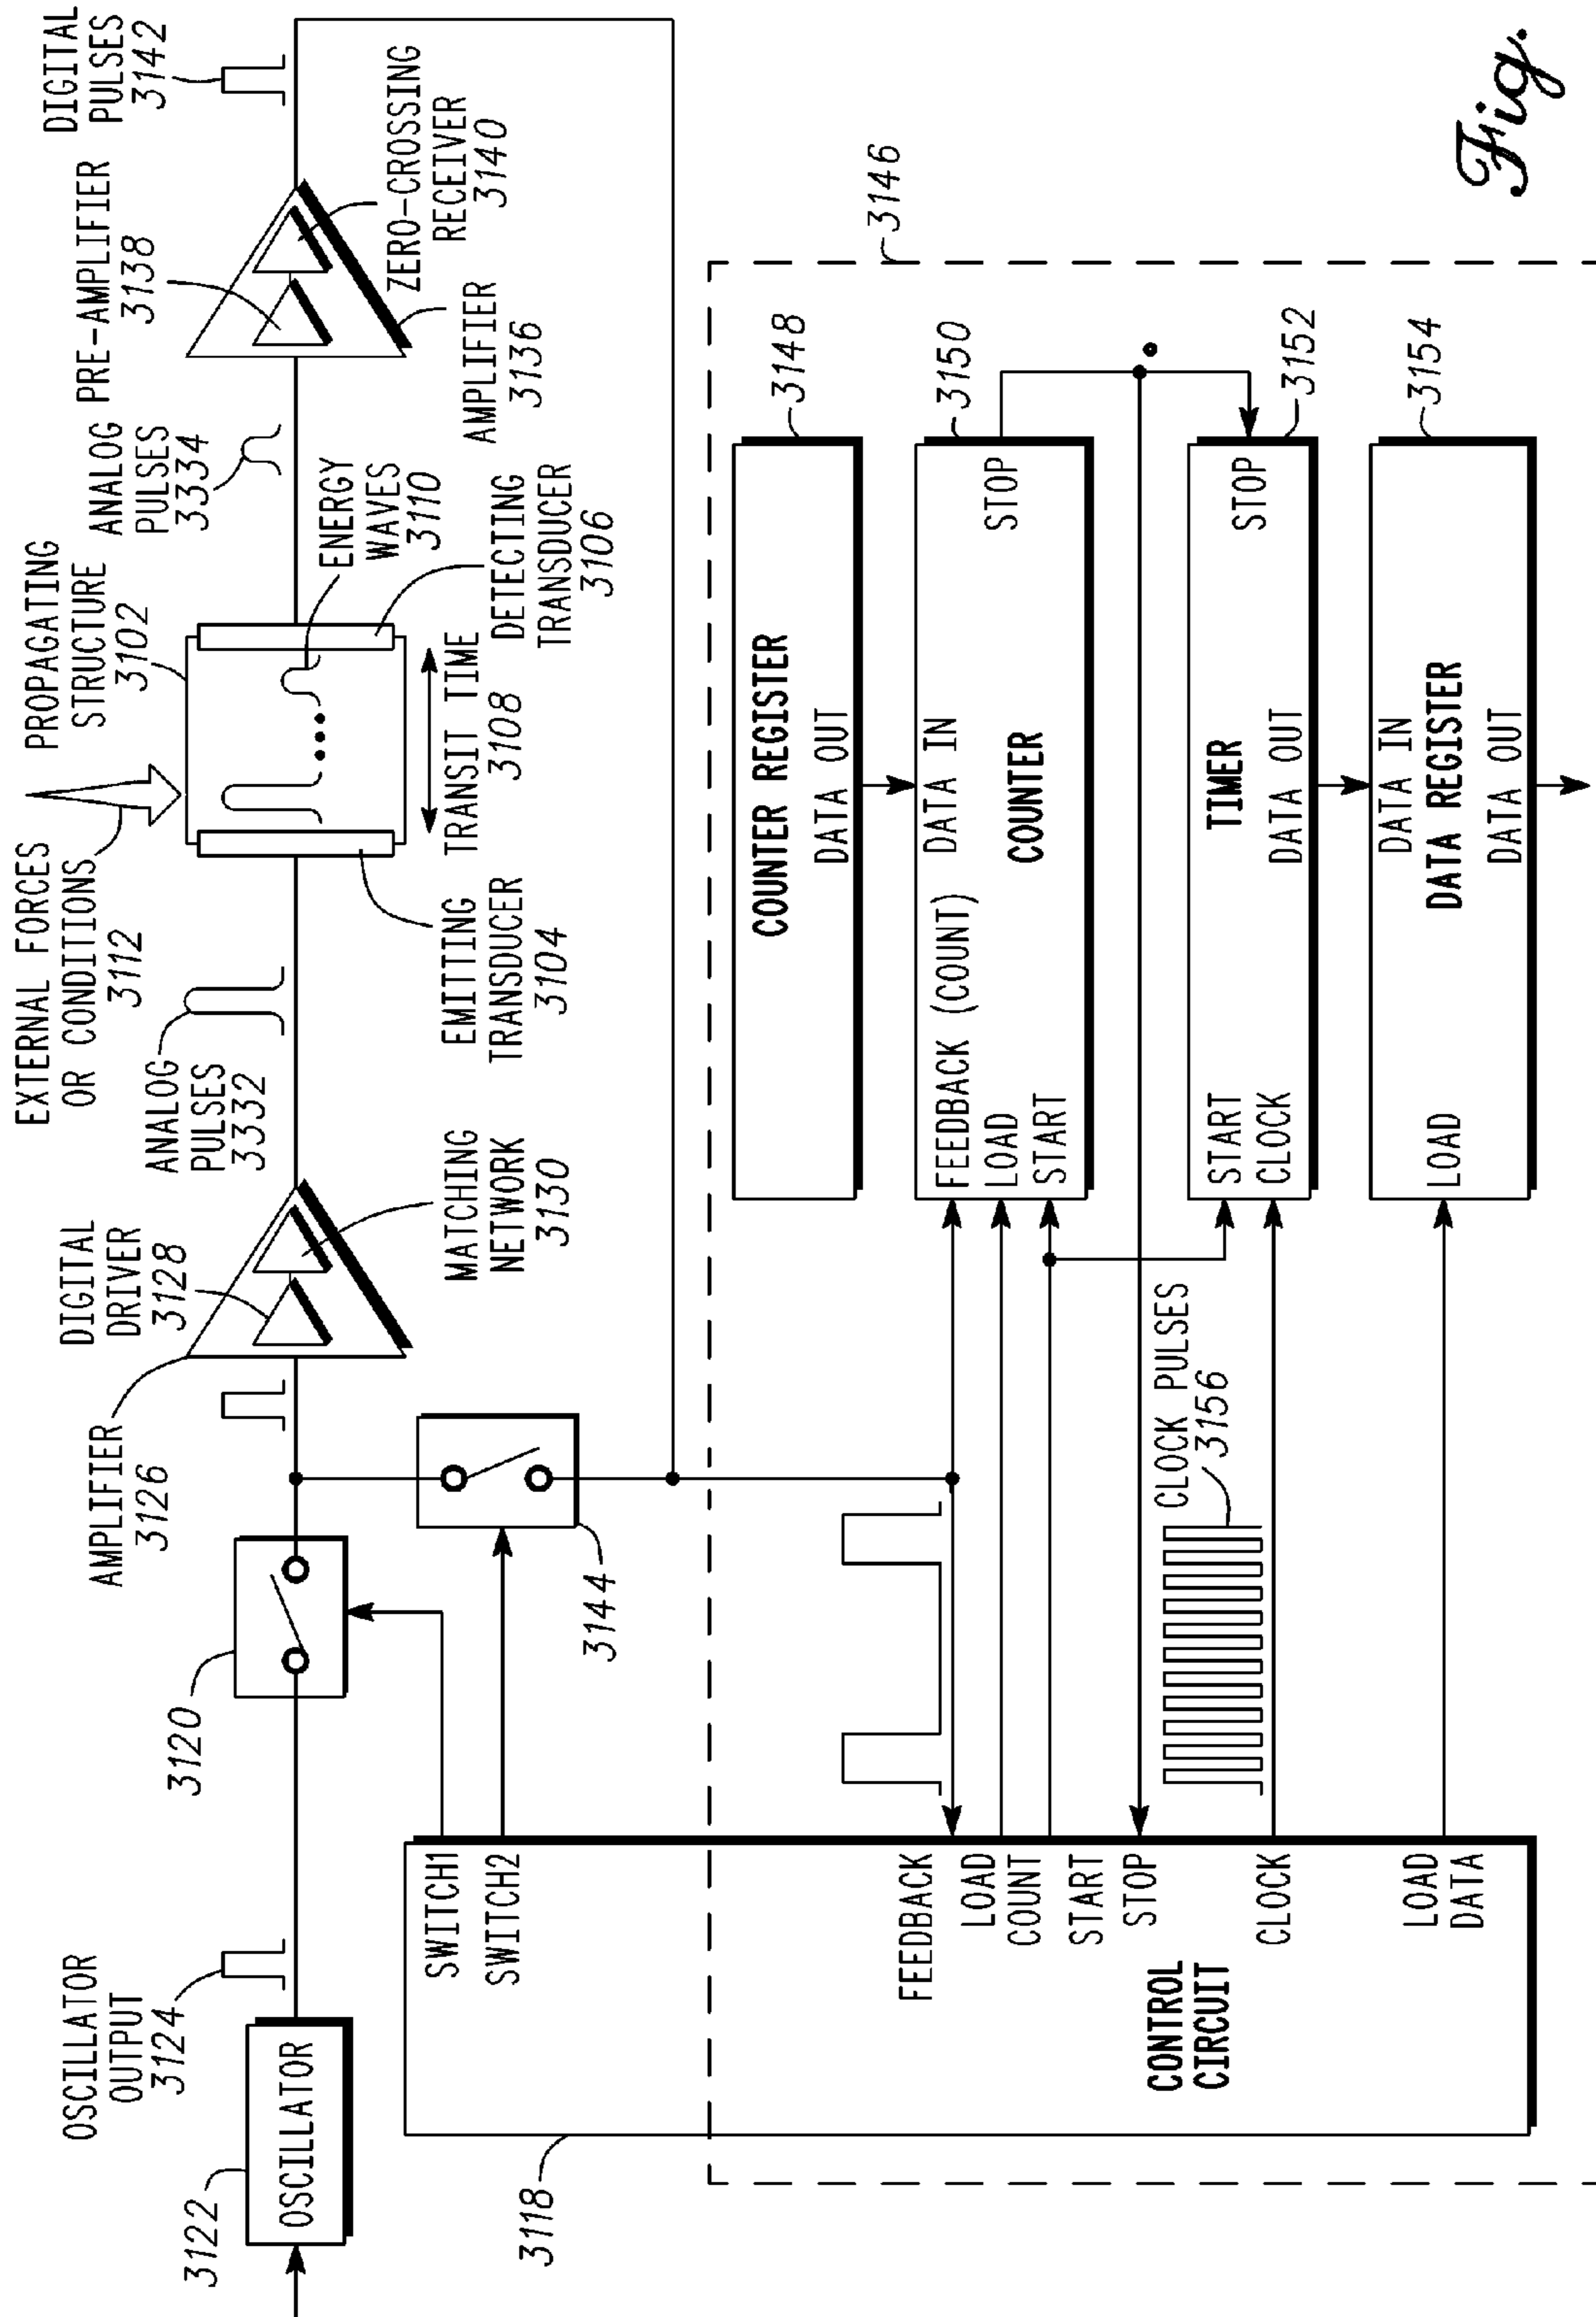 OSCILLATOR
OUTPUT
3124
3122
OSCILLATOR
3120
AMPLIFIER
3126
DIGITAL
DRIVER
3128
MATCHING
NETWORK
3130
ANALOG
PULSES
3332
EXTERNAL FORCES
OR CONDITIONS
3112
EMITTING
TRANSDUCER
3104
PROPAGATING
STRUCTURE
3102
TRANSIT TIME
3108
ENERGY
WAVES
3110
DETECTING
TRANSDUCER
3106
ANALOG
PULSES
3334
PRE-AMPLIFIER
3138
AMPLIFIER
3136
ZERO-CROSSING
RECEIVER
3140
DIGITAL
PULSES
3142
3144
3118
SWITCH1
SWITCH2
FEEDBACK
LOAD
COUNT
START
STOP
CLOCK
LOAD
DATA
CONTROL
CIRCUIT
CLOCK PULSES
3156
3146
COUNTER REGISTER
DATA OUT
3148
FEEDBACK (COUNT)
LOAD
START
DATA IN
COUNTER
STOP
3150
START
CLOCK
TIMER
DATA OUT
STOP
3152
LOAD
DATA IN
DATA REGISTER
DATA OUT
3154
Fig.